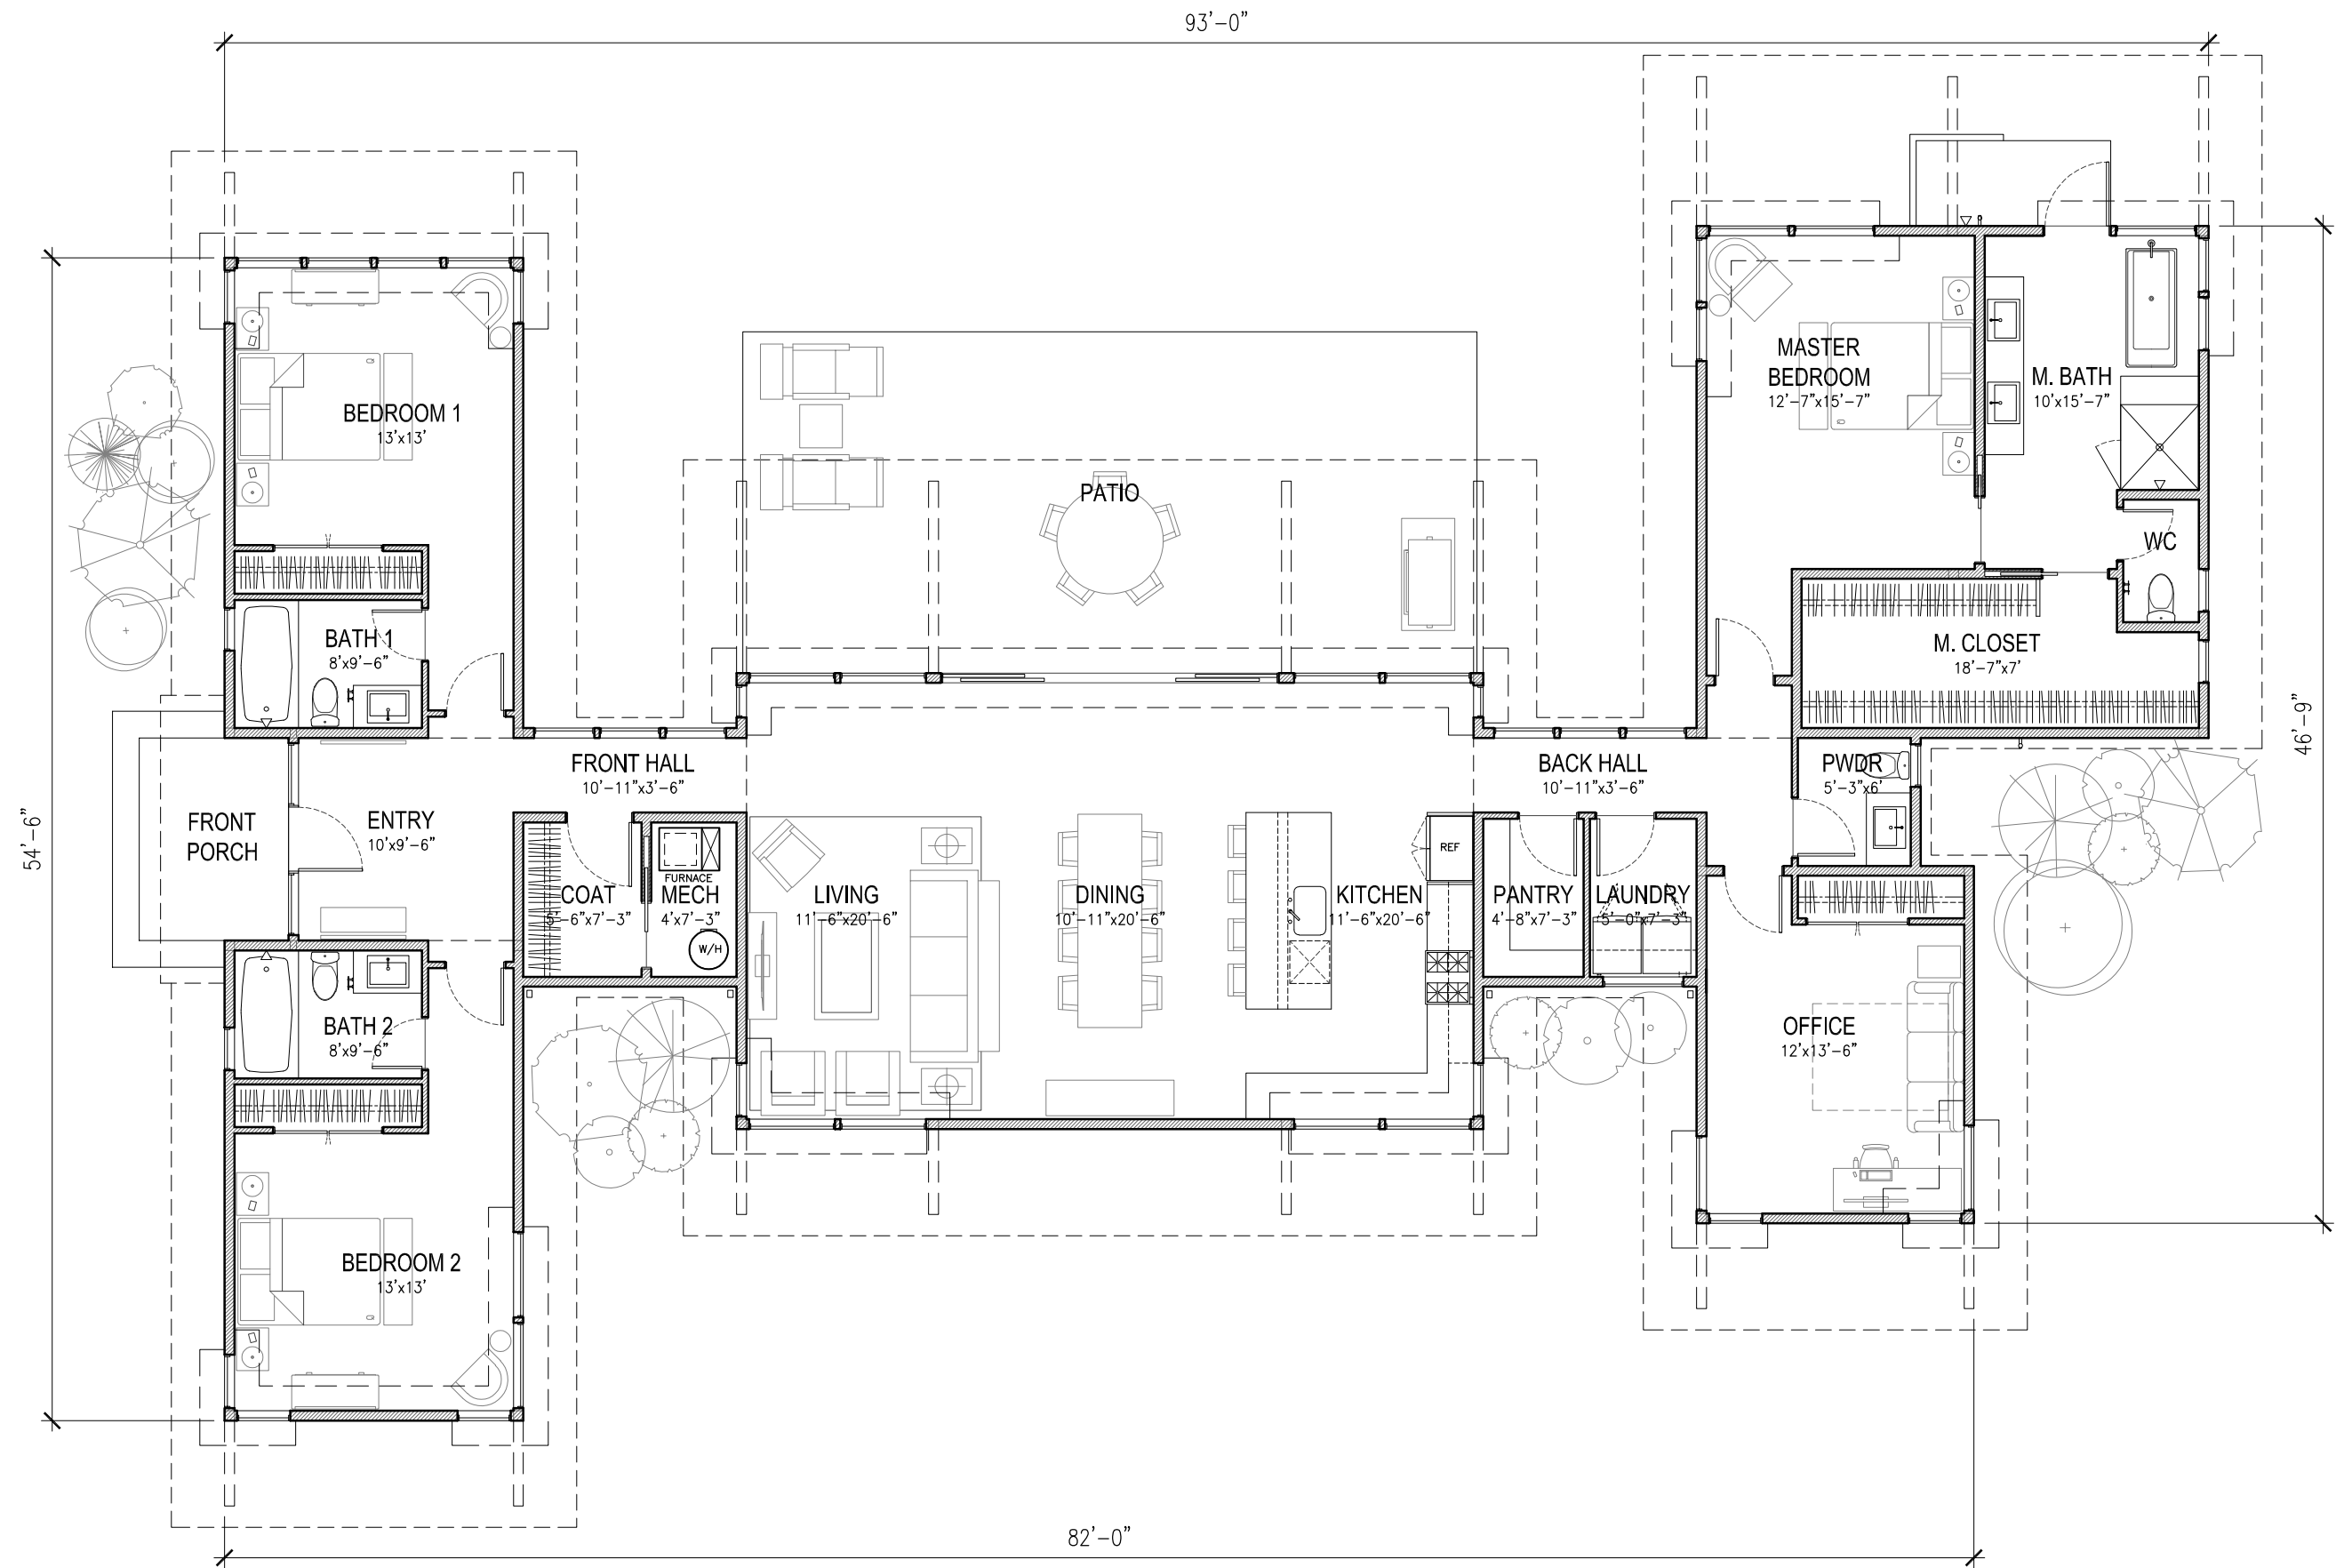 93'-0"
MASTER
BEDROOM
12'-7"x15'-7"
M. BATH
10'x15'-7"
BEDROOM 1
13'x13'
PATIO
WC
BATH 1
8'x9'-6"
M. CLOSET
18'-7"x7'
46'-9"
FRONT HALL
10'-11"x3'-6"
BACK HALL
10'-11"x3'-6"
PWDR
5'-3"x6'
FRONT
PORCH
ENTRY
10'x9'-6"
54'-6"
REF
FURNACE
COAT
5'-6"x7'-3"
MECH
4'x7'-3"
W/H
LIVING
11'-6"x20'-6"
DINING
10'-11"x20'-6"
KITCHEN
11'-6"x20'-6"
PANTRY
4'-8"x7'-3"
LAUNDRY
5'-0"x7'-3"
BATH 2
8'x9'-6"
OFFICE
12'x13'-6"
BEDROOM 2
13'x13'
82'-0"